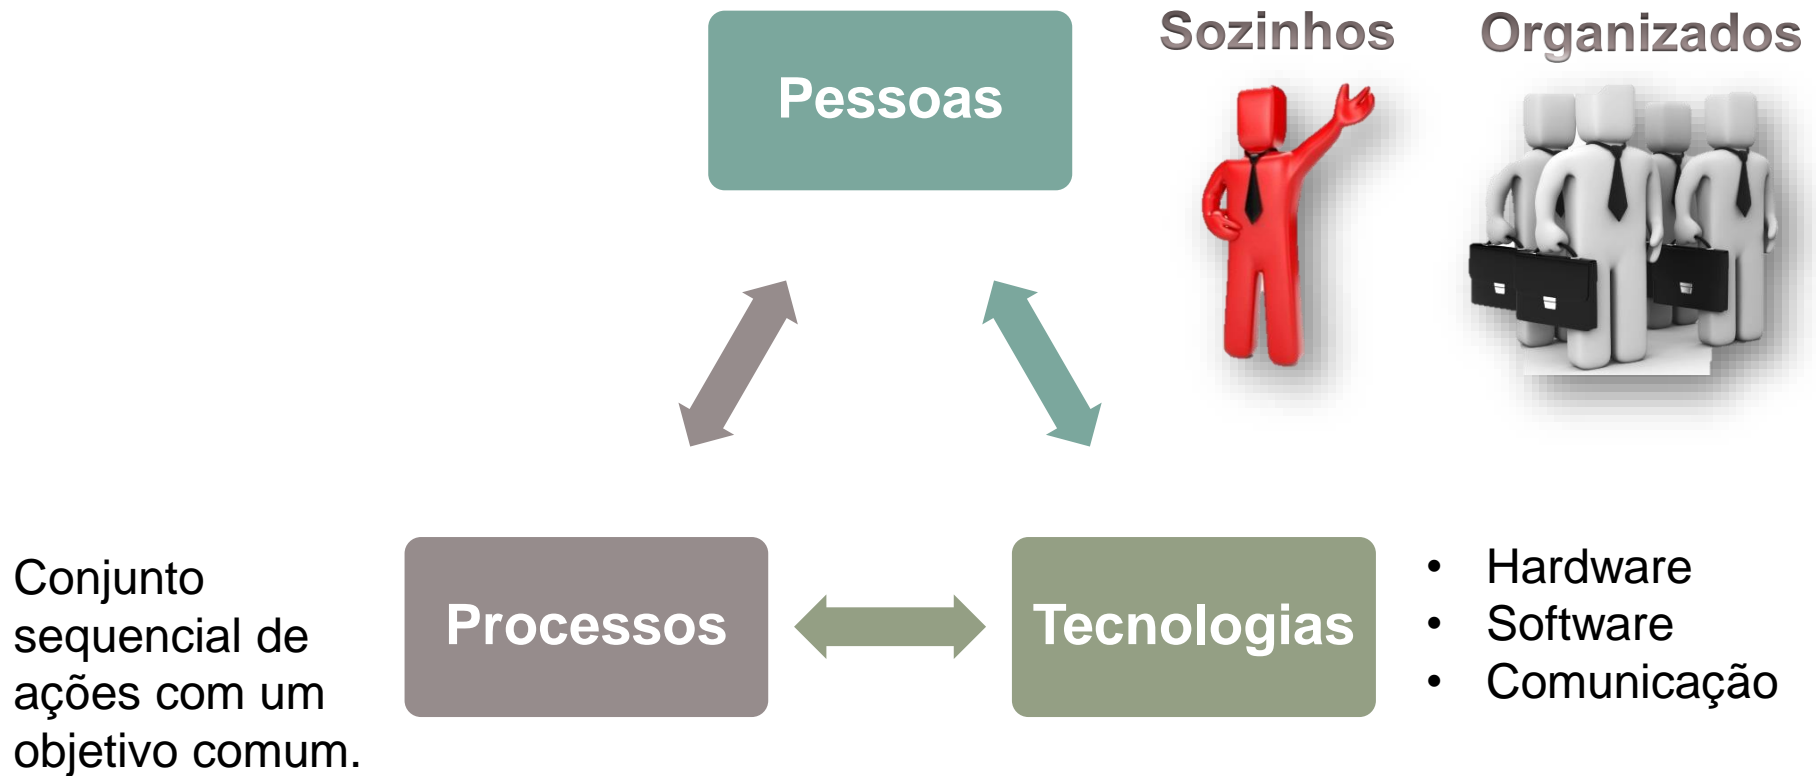 Sozinhos
Organizados
Pessoas
Conjunto
sequencial de
ações com um
objetivo comum.
Processos
Tecnologias
• Hardware
• Software
• Comunicação